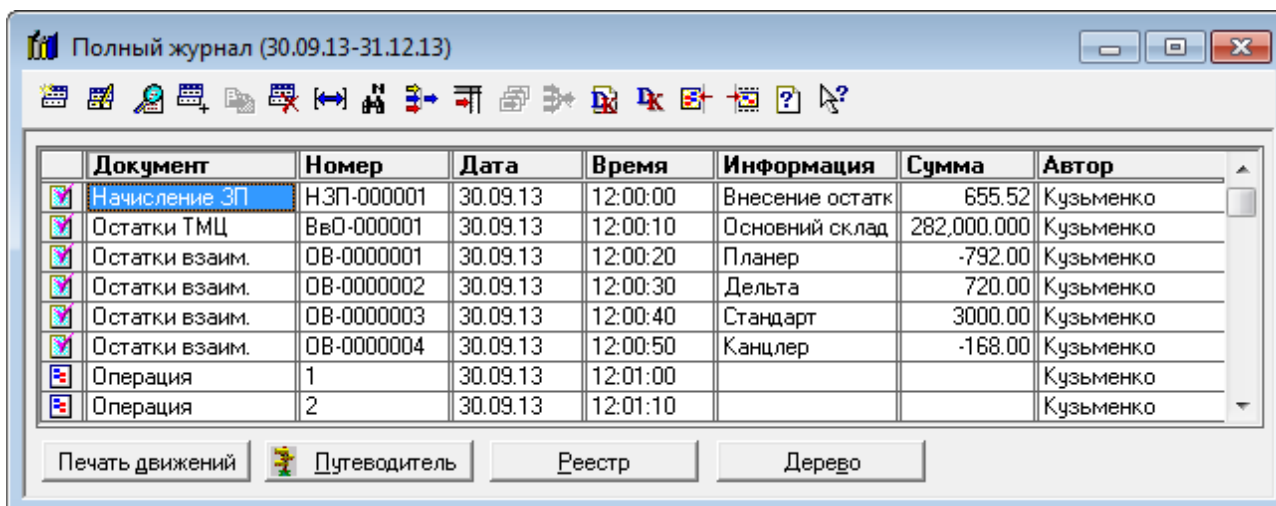 Полный журнал (30.09.13-31.12.13)
Документ Номер Дата Время Информация Сумма Автор
Начисление ЗП НЗП-000001 30.09.13 12:00:00 Внесение остатк 655.52 Кузьменко
Остатки ТМЦ ВвО-000001 30.09.13 12:00:10 Основний склад 282,000.000 Кузьменко
Остатки взаим. ОВ-0000001 30.09.13 12:00:20 Планер -792.00 Кузьменко
Остатки взаим. ОВ-0000002 30.09.13 12:00:30 Дельта 720.00 Кузьменко
Остатки взаим. ОВ-0000003 30.09.13 12:00:40 Стандарт 3000.00 Кузьменко
Остатки взаим. ОВ-0000004 30.09.13 12:00:50 Канцлер -168.00 Кузьменко
Операция 1 30.09.13 12:01:00 Кузьменко
Операция 2 30.09.13 12:01:10 Кузьменко
Печать движений Путеводитель Реестр Дерево